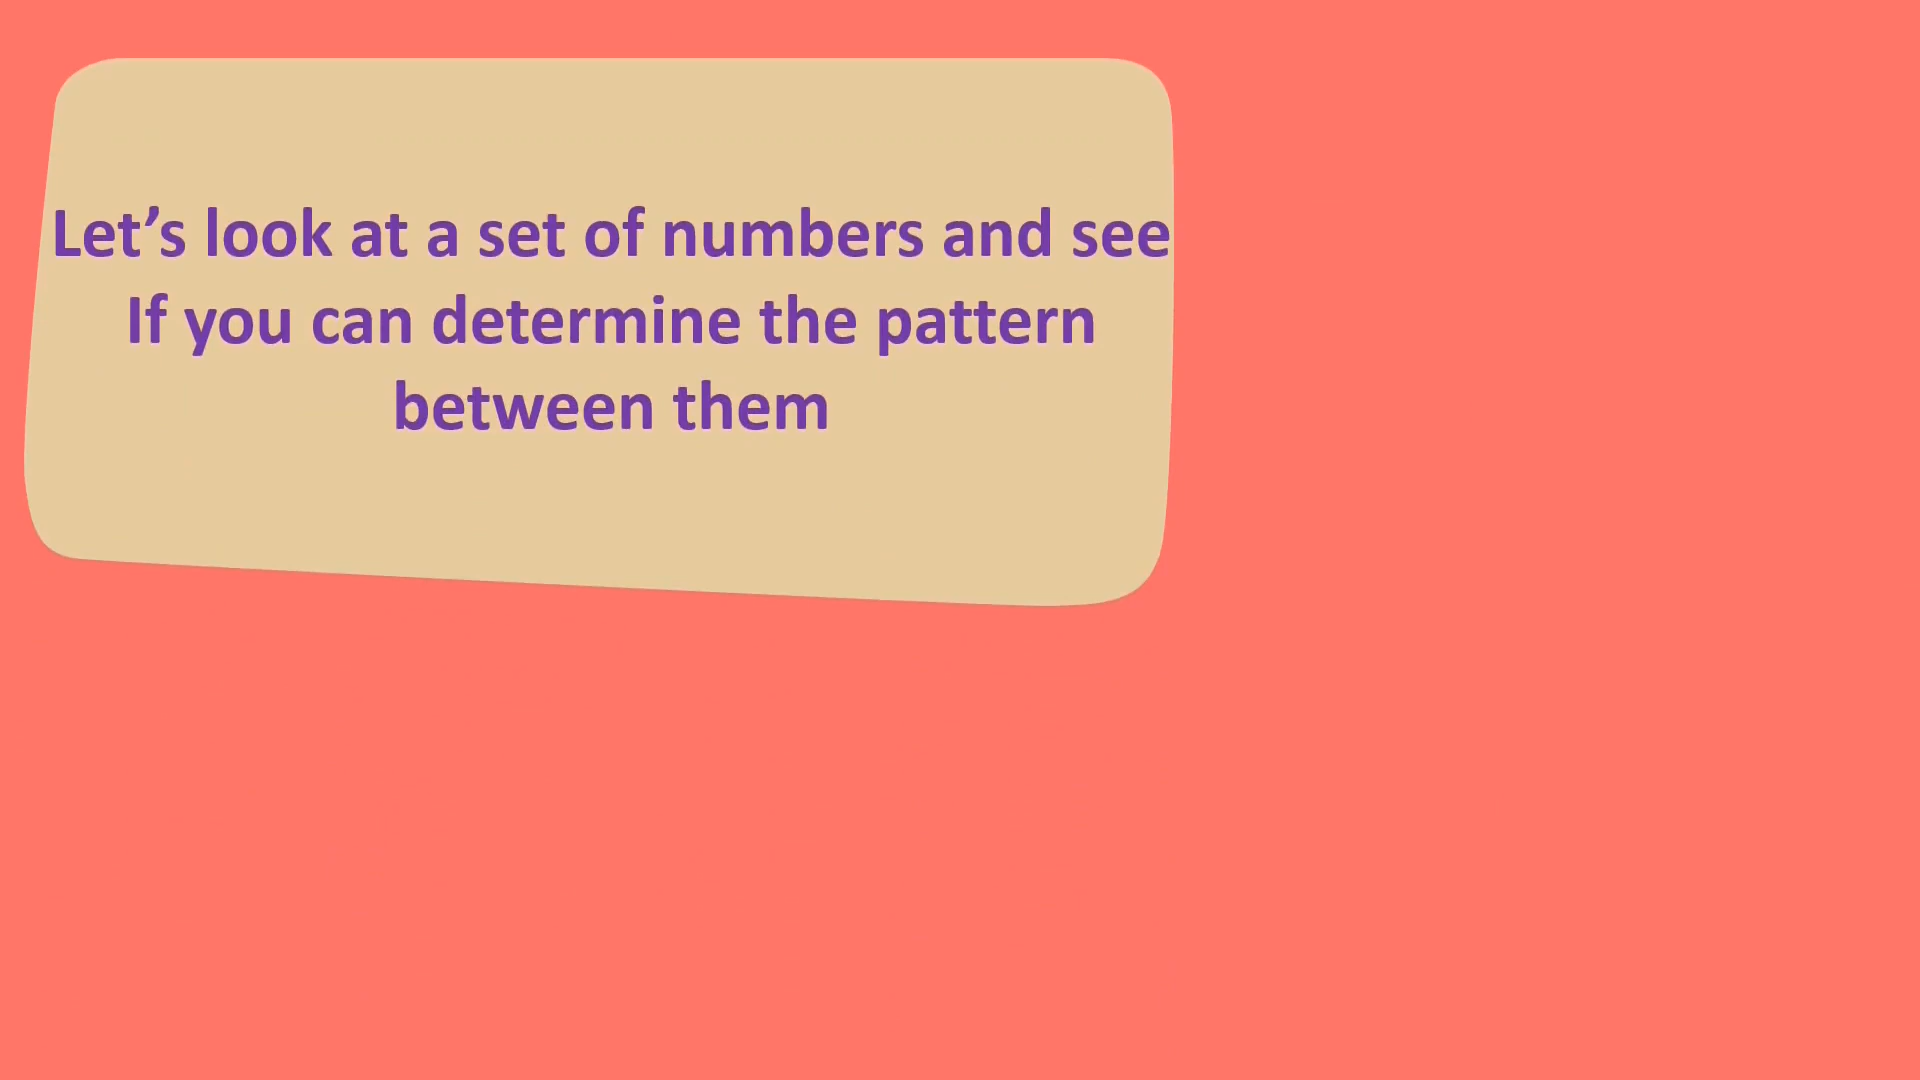 Let’s look at a set of numbers and see
If you can determine the pattern
between them